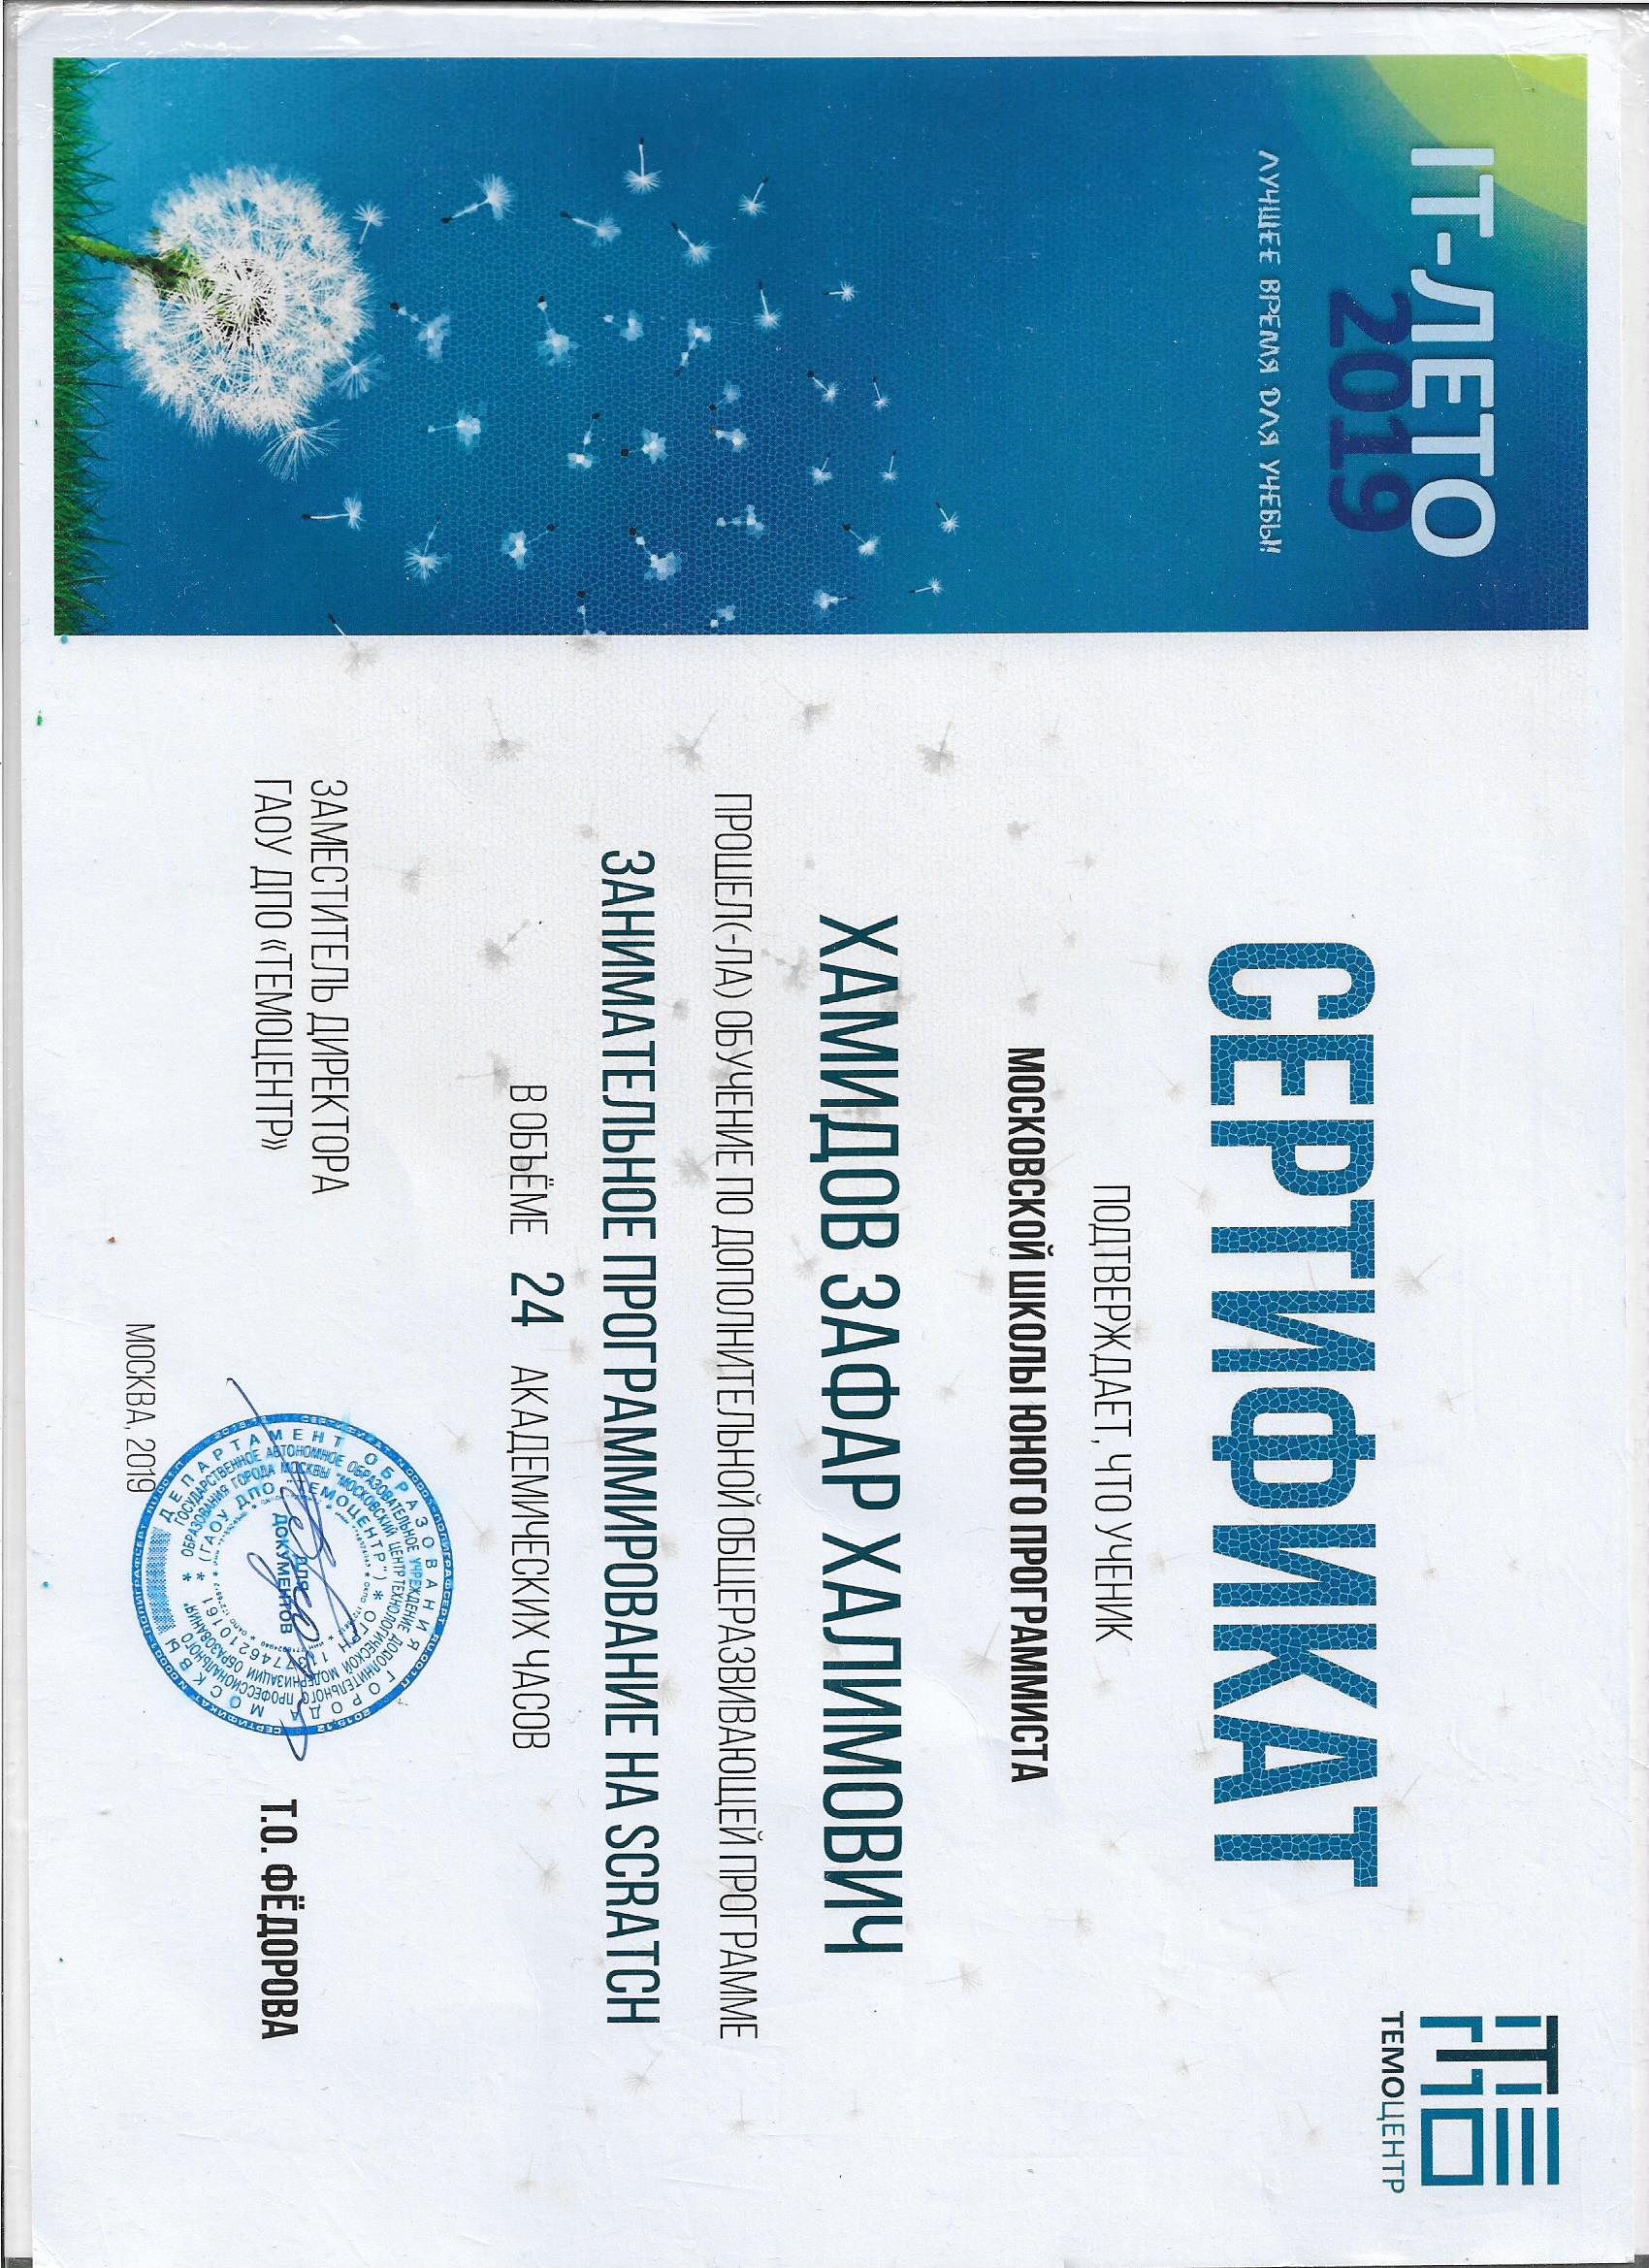 IT-ЛЕТО
2019
ЛУЧШЕЕ ВРЕМЯ ДЛЯ УЧЕБЫ!
ТЕМОЦЕНТР
СЕРТИФИКАТ
ПОДТВЕРЖДАЕТ, ЧТО УЧЕНИК
МОСКОВСКОЙ ШКОЛЫ ЮНОГО ПРОГРАММИСТА
ХАМИДОВ ЗАФАР ХАЛИМОВИЧ
ПРОШЕЛ(-ЛА) ОБУЧЕНИЕ ПО ДОПОЛНИТЕЛЬНОЙ ОБЩЕРАЗВИВАЮЩЕЙ ПРОГРАММЕ
ЗАНИМАТЕЛЬНОЕ ПРОГРАММИРОВАНИЕ НА SCRATCH
В ОБЪЁМЕ 24 АКАДЕМИЧЕСКИХ ЧАСОВ
ЗАМЕСТИТЕЛЬ ДИРЕКТОРА
ГАОУ ДПО «ТЕМОЦЕНТР»
ДЕПАРТАМЕНТ ОБРАЗОВАНИЯ ГОРОДА МОСКВЫ
ГОСУДАРСТВЕННОЕ АВТОНОМНОЕ ОБРАЗОВАТЕЛЬНОЕ УЧРЕЖДЕНИЕ ДОПОЛНИТЕЛЬНОГО ПРОФЕССИОНАЛЬНОГО
ОБРАЗОВАНИЯ ГОРОДА МОСКВЫ "МОСКОВСКИЙ ЦЕНТР ТЕХНОЛОГИЧЕСКОЙ МОДЕРНИЗАЦИИ ОБРАЗОВАНИЯ"
(ГАОУ ДПО "ТЕМОЦЕНТР") * ОГРН 1137746210161 *
ДЛЯ
ДОКУМЕНТОВ
Т.О. ФЁДОРОВА
МОСКВА, 2019